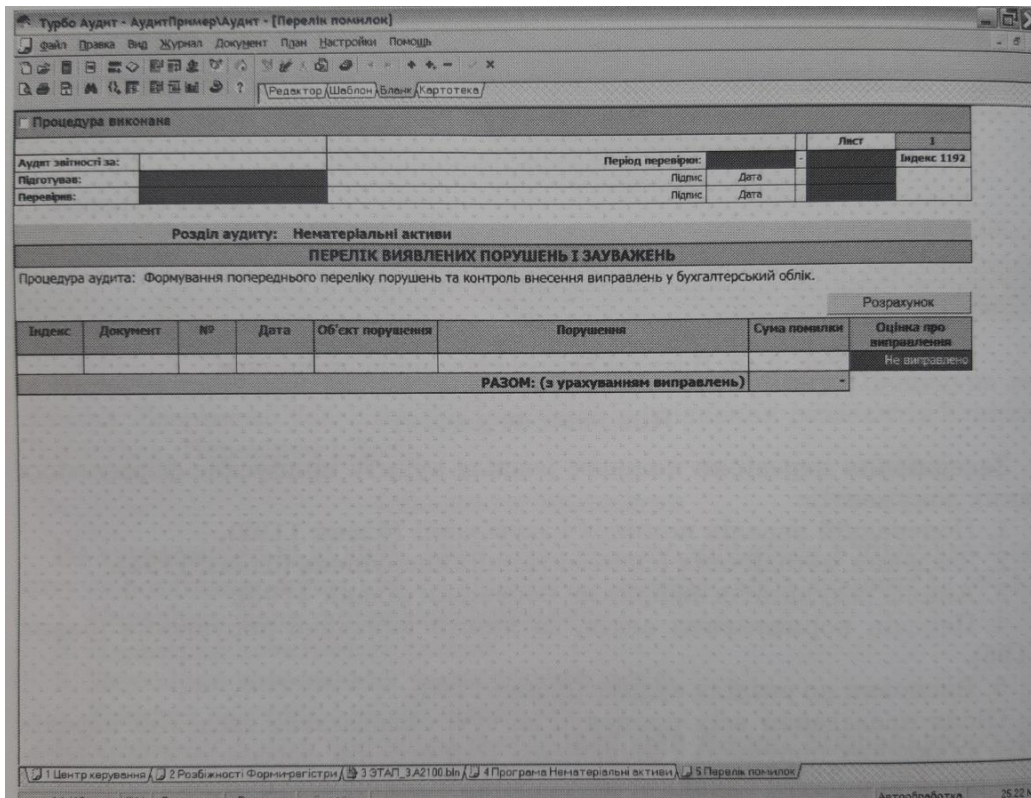 Турбо Аудит - АудитПример\Аудит - [Перелік помилок]
Файл Правка Вид Журнал Документ План Настройки Помощь
Редактор Шаблон Бланк Картотека
Процедура виконана
Лист 1
Аудит звітності за: Період перевірки: - Індекс 1192
Підготував: Підпис Дата
Перевірив: Підпис Дата
Розділ аудиту: Нематеріальні активи
ПЕРЕЛІК ВИЯВЛЕНИХ ПОРУШЕНЬ І ЗАУВАЖЕНЬ
Процедура аудита: Формування попереднього переліку порушень та контроль внесення виправлень у бухгалтерський облік.
Розрахунок
Індекс Документ № Дата Об'єкт порушення Порушення Сума помилки Оцінка про виправлення
Не виправлено
РАЗОМ: (з урахуванням виправлень) -
1 Центр керування 2 Розбіжності Форми-регістри 3 ЭТАП_3.A2100.bln 4 Програма Нематеріальні активи 5 Перелік помилок
Автообработка